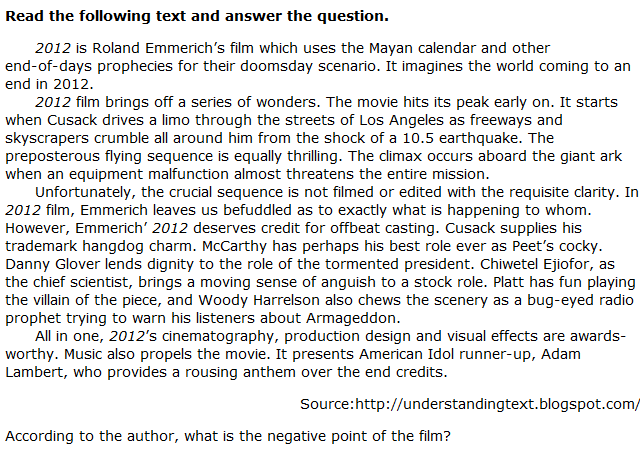 Read the following text and answer the question.
2012 is Roland Emmerich’s film which uses the Mayan calendar and other
end-of-days prophecies for their doomsday scenario. It imagines the world coming to an
end in 2012.
2012 film brings off a series of wonders. The movie hits its peak early on. It starts
when Cusack drives a limo through the streets of Los Angeles as freeways and
skyscrapers crumble all around him from the shock of a 10.5 earthquake. The
preposterous flying sequence is equally thrilling. The climax occurs aboard the giant ark
when an equipment malfunction almost threatens the entire mission.
Unfortunately, the crucial sequence is not filmed or edited with the requisite clarity. In
2012 film, Emmerich leaves us befuddled as to exactly what is happening to whom.
However, Emmerich’ 2012 deserves credit for offbeat casting. Cusack supplies his
trademark hangdog charm. McCarthy has perhaps his best role ever as Peet’s cocky.
Danny Glover lends dignity to the role of the tormented president. Chiwetel Ejiofor, as
the chief scientist, brings a moving sense of anguish to a stock role. Platt has fun playing
the villain of the piece, and Woody Harrelson also chews the scenery as a bug-eyed radio
prophet trying to warn his listeners about Armageddon.
All in one, 2012’s cinematography, production design and visual effects are awards-
worthy. Music also propels the movie. It presents American Idol runner-up, Adam
Lambert, who provides a rousing anthem over the end credits.
Source:http://understandingtext.blogspot.com/
According to the author, what is the negative point of the film?